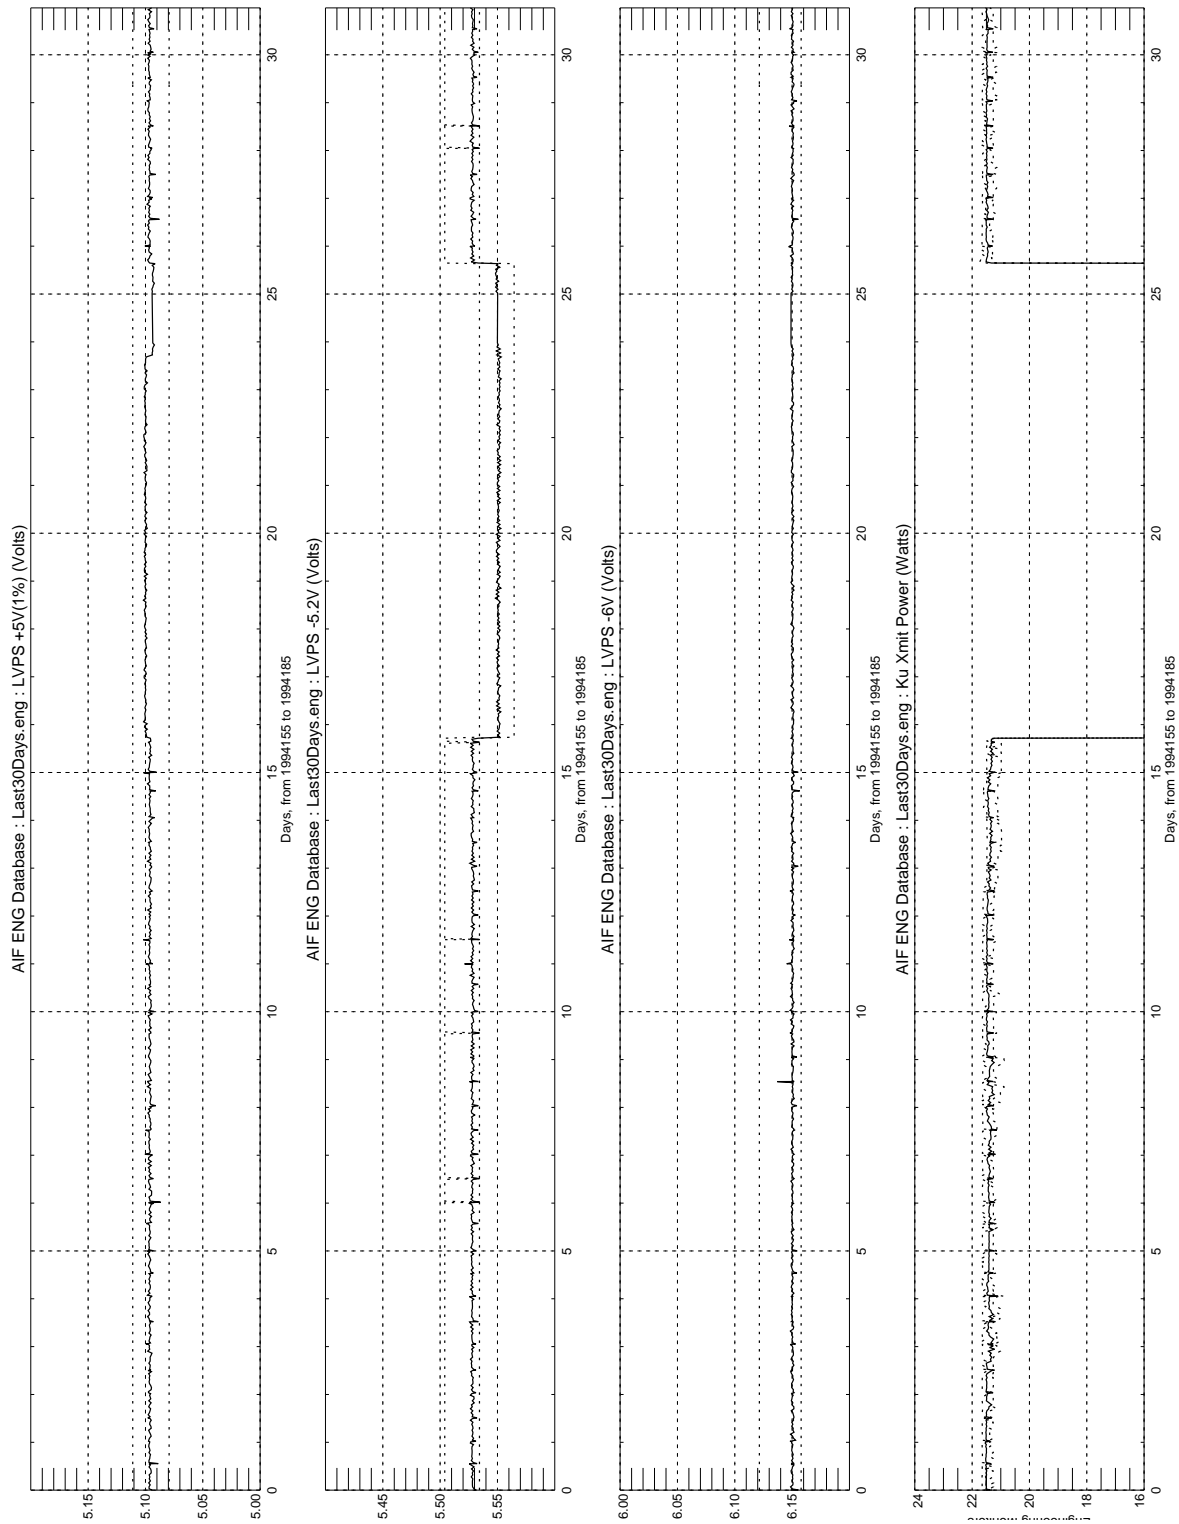 AIF ENG Database : Last30Days.eng : LVPS +5V(1%) (Volts)
5.15
5.10
5.05
5.00
0 5 10 15 20 25 30
Days, from 1994155 to 1994185
AIF ENG Database : Last30Days.eng : LVPS -5.2V (Volts)
5.45
5.50
5.55
0 5 10 15 20 25 30
Days, from 1994155 to 1994185
AIF ENG Database : Last30Days.eng : LVPS -6V (Volts)
6.00
6.05
6.10
6.15
0 5 10 15 20 25 30
Days, from 1994155 to 1994185
AIF ENG Database : Last30Days.eng : Ku Xmit Power (Watts)
24
22
20
18
16
0 5 10 15 20 25 30
Days, from 1994155 to 1994185